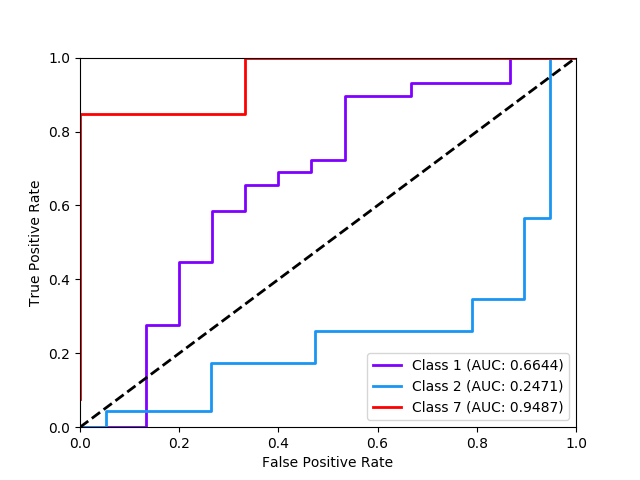 1.0
0.8
0.6
0.4
0.2
0.0
True Positive Rate
Class 1 (AUC: 0.6644)
Class 2 (AUC: 0.2471)
Class 7 (AUC: 0.9487)
0.0 0.2 0.4 0.6 0.8 1.0
False Positive Rate